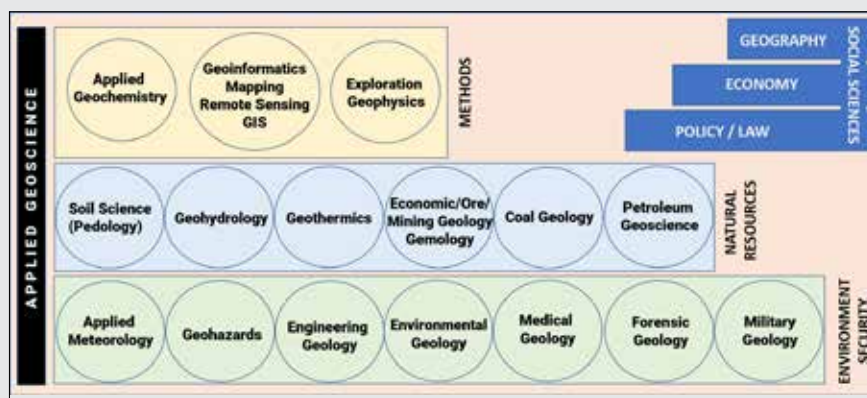 APPLIED GEOSCIENCE
Applied
Geochemistry
Geoinformatics
Mapping
Remote Sensing
GIS
Exploration
Geophysics
METHODS
GEOGRAPHY
ECONOMY
POLICY / LAW
SOCIAL SCIENCES
Soil Science
(Pedology)
Geohydrology
Geothermics
Economic/Ore/
Mining Geology
Gemology
Coal Geology
Petroleum
Geoscience
NATURAL
RESOURCES
Applied
Meteorology
Geohazards
Engineering
Geology
Environmental
Geology
Medical
Geology
Forensic
Geology
Military
Geology
ENVIRONMENT
SECURITY